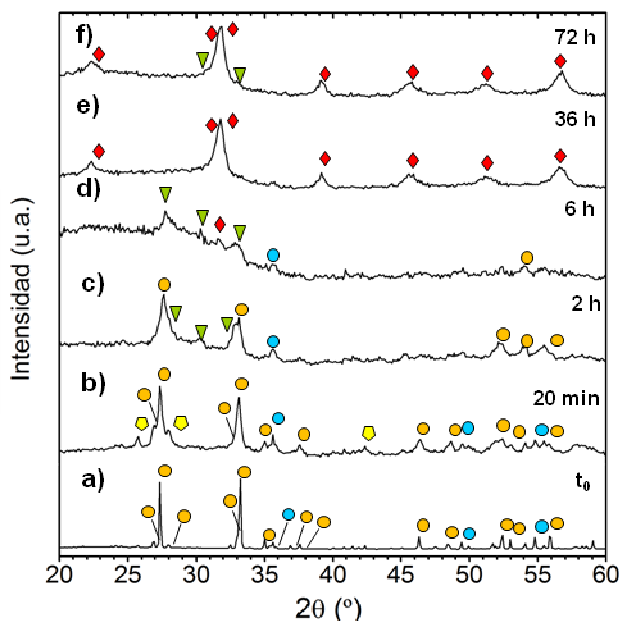 f)
72 h
e)
36 h
d)
6 h
c)
2 h
b)
20 min
a)
t₀
Intensidad (u.a.)
20 25 30 35 40 45 50 55 60
2θ (º)